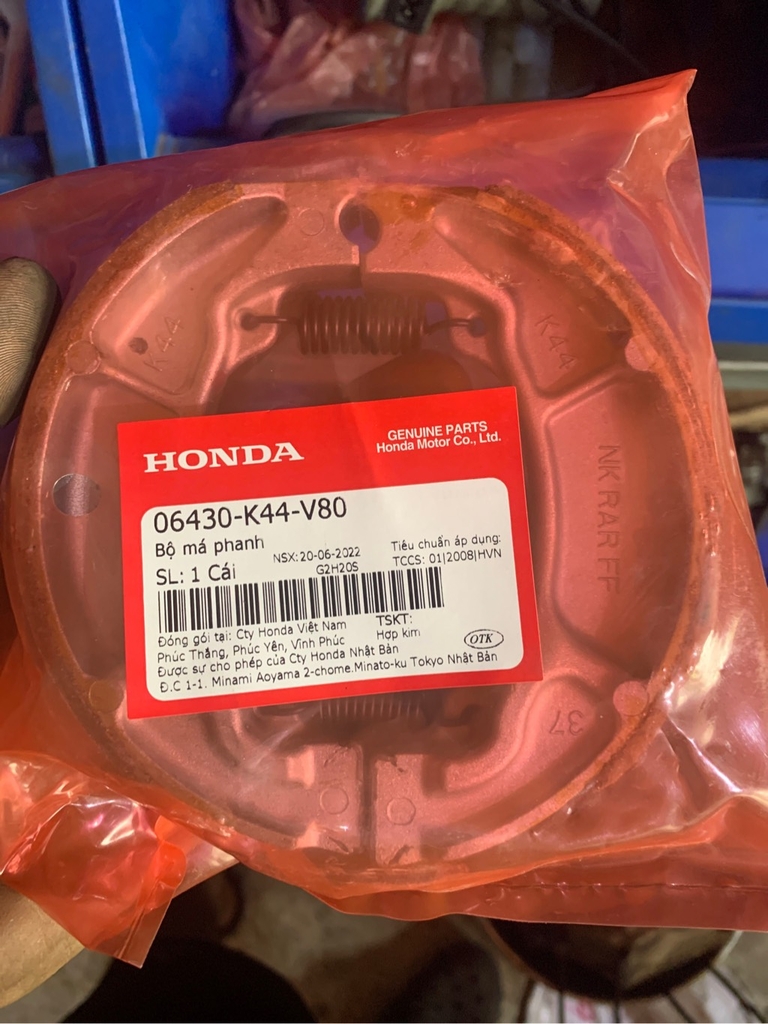 K44
K44
HONDA
GENUINE PARTS
Honda Motor Co., Ltd.
06430-K44-V80
Bộ má phanh
SL: 1 Cái
NSX: 20-06-2022
G2H20S
Tiêu chuẩn áp dụng:
TCCS: 01|2008|HVN
Đóng gói tại: Cty Honda Việt Nam
Phúc Thắng, Phúc Yên, Vĩnh Phúc
TSKT:
Hợp kim
Được sự cho phép của Cty Honda Nhật Bản
Đ.C 1-1. Minami Aoyama 2-chome.Minato-ku Tokyo Nhật Bản
OTK
NK RAR FF
37